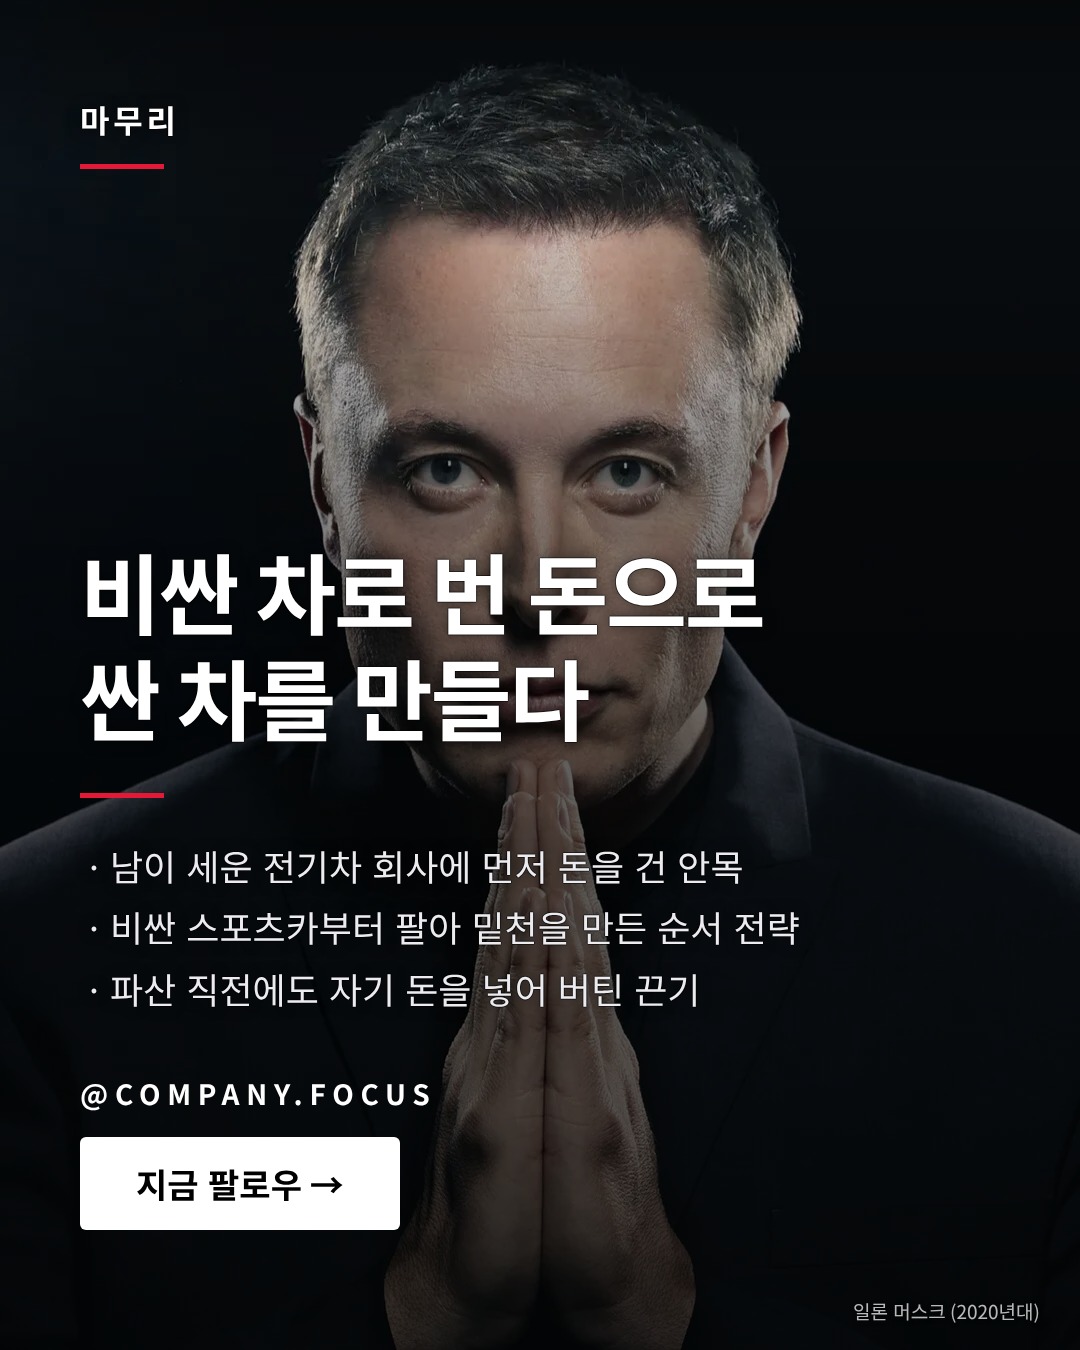 마무리
비싼 차로 번 돈으로
싼 차를 만들다
· 남이 세운 전기차 회사에 먼저 돈을 건 안목
· 비싼 스포츠카부터 팔아 밑천을 만든 순서 전략
· 파산 직전에도 자기 돈을 넣어 버틴 끈기
@COMPANY.FOCUS
지금 팔로우 →
일론 머스크 (2020년대)